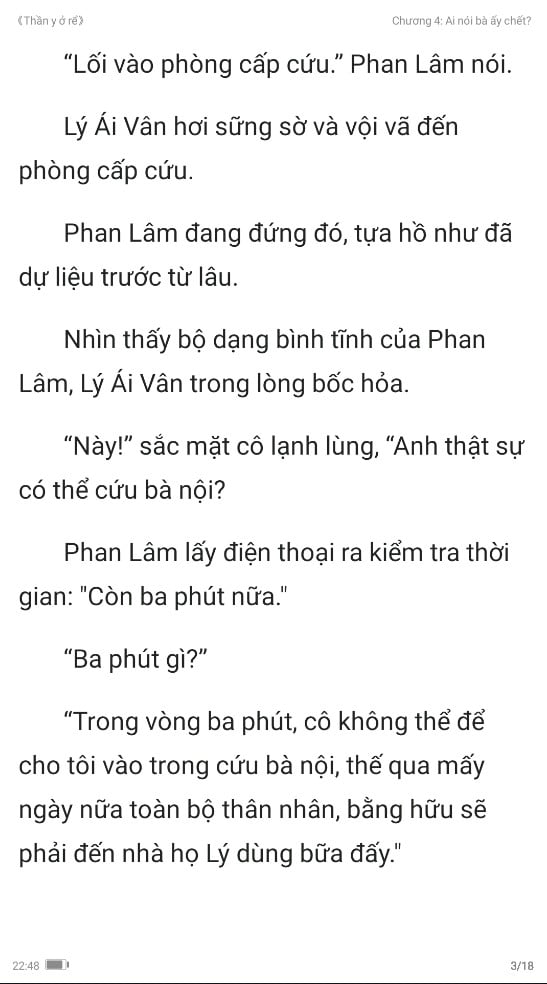 《Thần y ở rể》
Chương 4: Ai nói bà ấy chết?
“Lối vào phòng cấp cứu.” Phan Lâm nói.
Lý Ái Vân hơi sững sờ và vội vã đến
phòng cấp cứu.
Phan Lâm đang đứng đó, tựa hồ như đã
dự liệu trước từ lâu.
Nhìn thấy bộ dạng bình tĩnh của Phan
Lâm, Lý Ái Vân trong lòng bốc hỏa.
“Này!” sắc mặt cô lạnh lùng, “Anh thật sự
có thể cứu bà nội?
Phan Lâm lấy điện thoại ra kiểm tra thời
gian: "Còn ba phút nữa."
“Ba phút gì?”
“Trong vòng ba phút, cô không thể để
cho tôi vào trong cứu bà nội, thế qua mấy
ngày nữa toàn bộ thân nhân, bằng hữu sẽ
phải đến nhà họ Lý dùng bữa đấy."
22:48
3/18